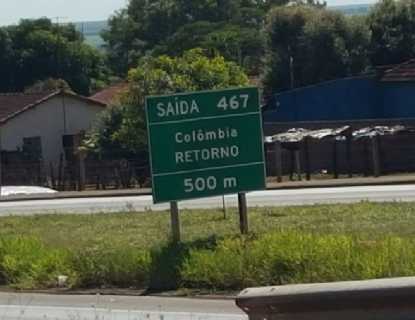 SAÍDA 467
Colômbia
RETORNO
500 m